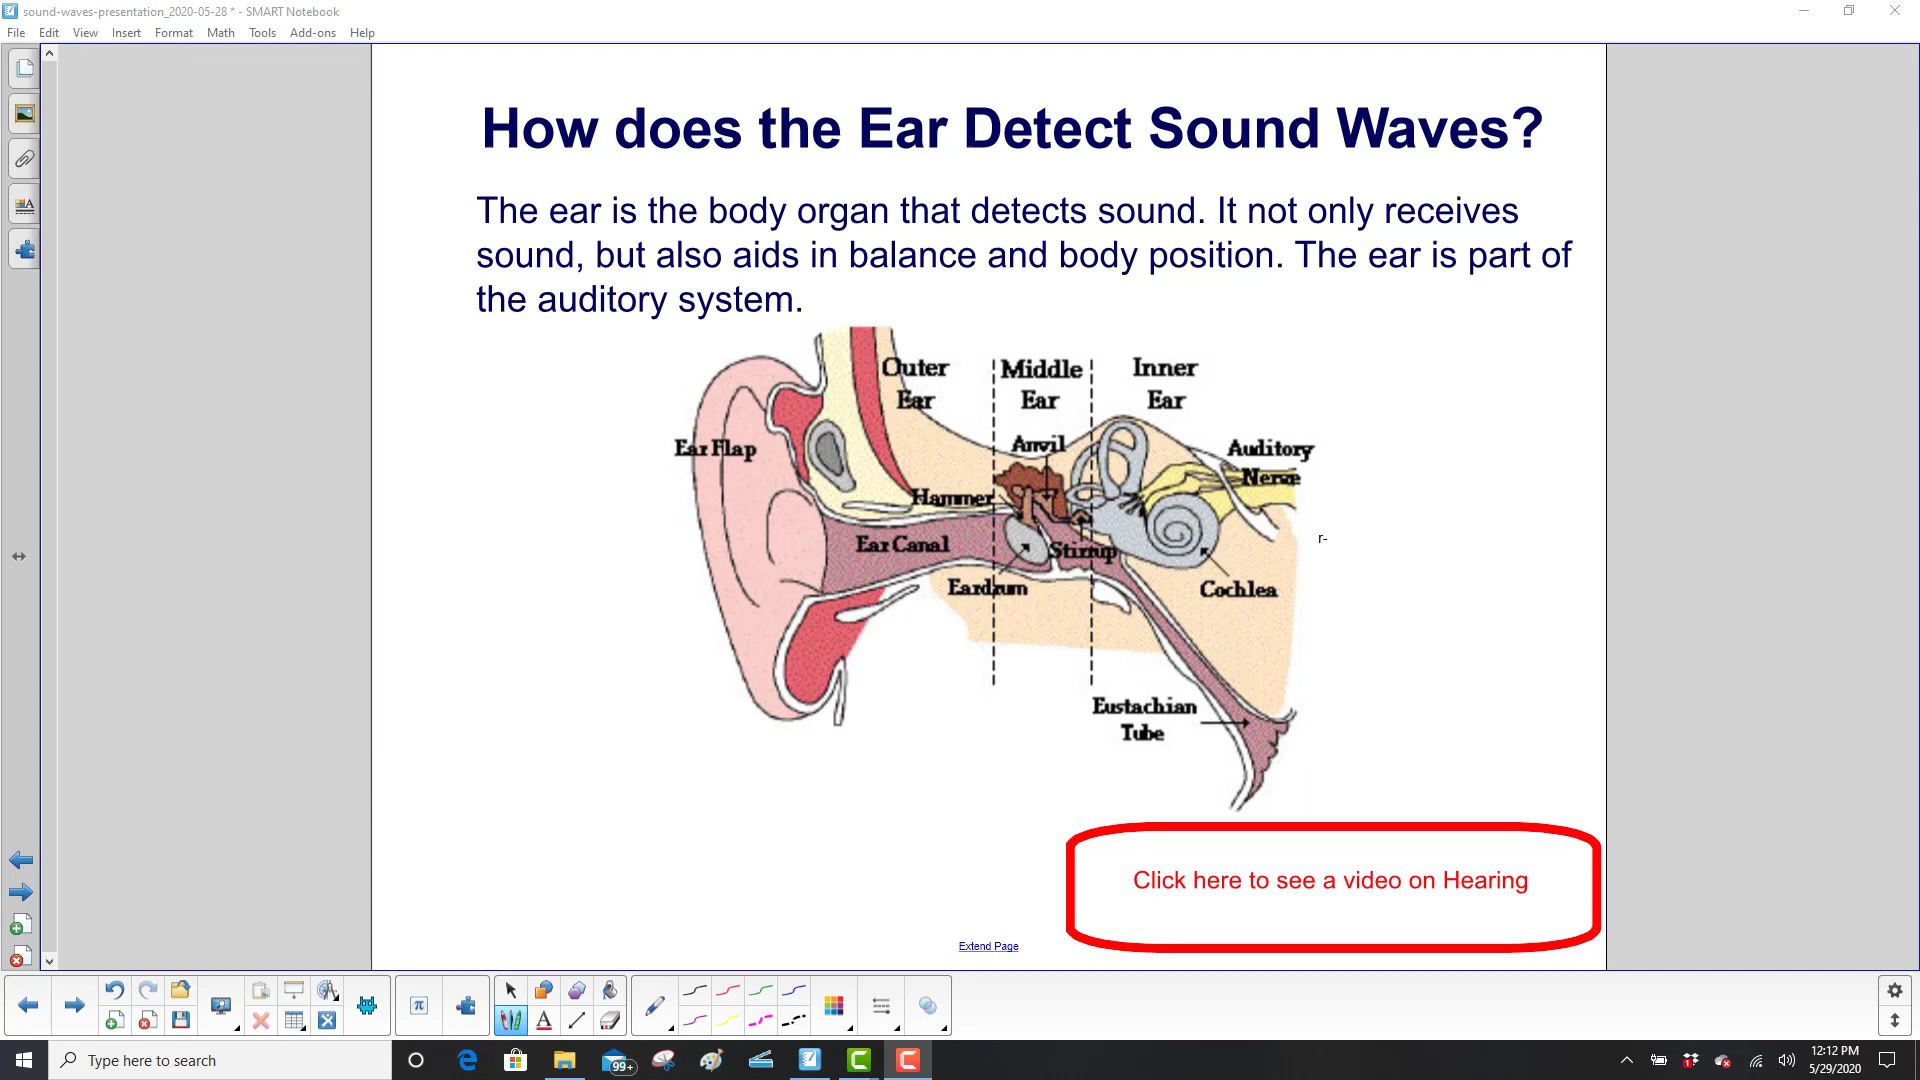 sound-waves-presentation_2020-05-28 * - SMART Notebook
File Edit View Insert Format Math Tools Add-ons Help
How does the Ear Detect Sound Waves?
The ear is the body organ that detects sound. It not only receives
sound, but also aids in balance and body position. The ear is part of
the auditory system.
Outer Ear
Middle Ear
Inner Ear
Ear Flap
Anvil
Auditory Nerve
Hammer
Ear Canal
Stirrup
Eardrum
Cochlea
r-
Eustachian Tube
Click here to see a video on Hearing
Extend Page
π
A
Type here to search
99+
1
12:12 PM
5/29/2020